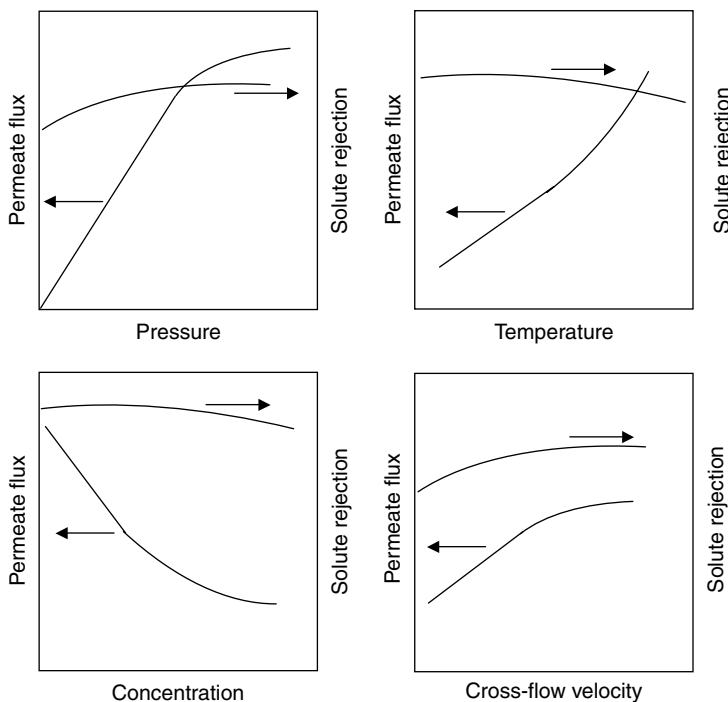 Permeate flux
Solute rejection
Pressure
Permeate flux
Solute rejection
Temperature
Permeate flux
Solute rejection
Concentration
Permeate flux
Solute rejection
Cross-flow velocity